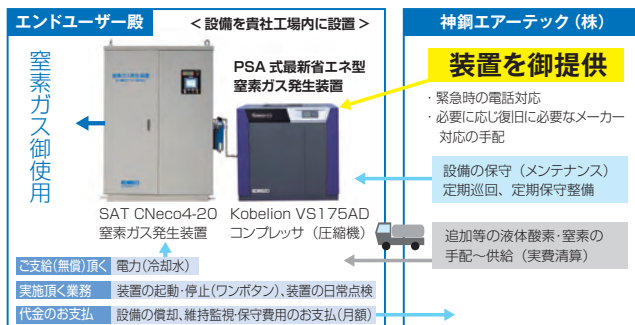 エンドユーザー殿
＜設備を貴社工場内に設置＞
窒素ガス御使用
PSA 式最新省エネ型
窒素ガス発生装置
SAT CNeco4-20
窒素ガス発生装置
Kobelion VS175AD
コンプレッサ（圧縮機）
ご支給(無償)頂く 電力(冷却水)
実施頂く業務 装置の起動・停止(ワンボタン)、装置の日常点検
代金のお支払 設備の償却、維持監視・保守費用のお支払(月額)
神鋼エアーテック（株）
装置を御提供
・緊急時の電話対応
・必要に応じ復旧に必要なメーカー
対応の手配
設備の保守（メンテナンス）
定期巡回、定期保守整備
追加等の液体酸素・窒素の
手配～供給（実費清算）